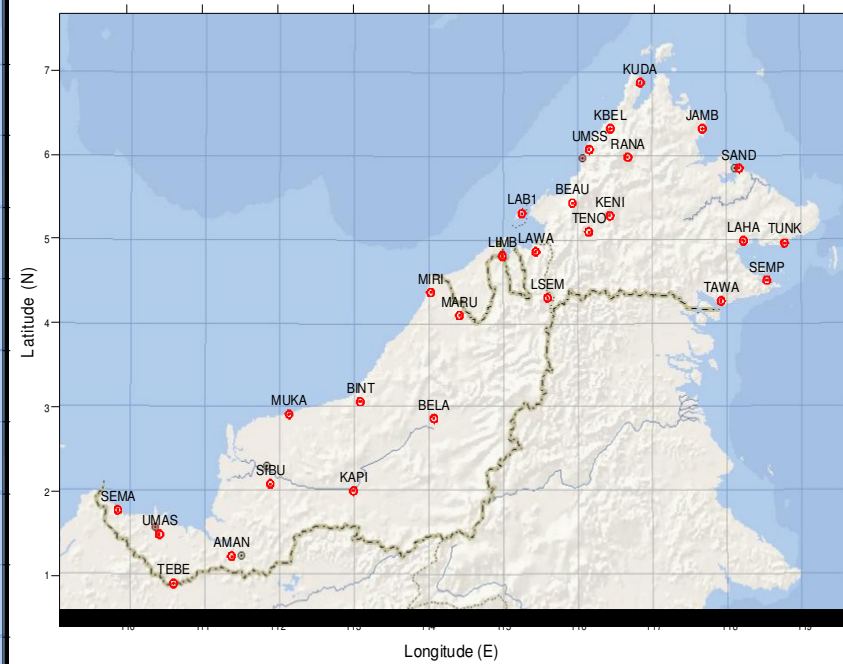 7
KUDA
KBEL
JAMB
6
UMSS
RANA
SAND
BEAU
LAB1
KENI
TENO
5
LIMB
LAWA
LAHA
TUNK
MIRI
LSEM
SEMP
TAWA
MARU
4
3
MUKA
BINT
BELA
SIBU
KAPI
2
SEMA
UMAS
AMAN
TEBE
1
Latitude (N)
Longitude (E)